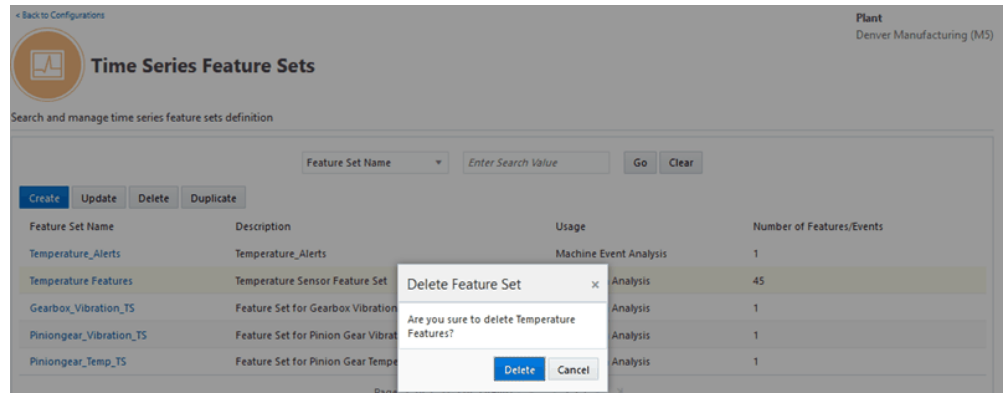 < Back to Configurations
Plant
Denver Manufacturing (M5)
Time Series Feature Sets
Search and manage time series feature sets definition
Feature Set Name Enter Search Value Go Clear
Create Update Delete Duplicate
Feature Set Name Description Usage Number of Features/Events
Temperature_Alerts Temperature_Alerts Machine Event Analysis 1
Temperature Features Temperature Sensor Feature Set Analysis 45
Gearbox_Vibration_TS Feature Set for Gearbox Vibration Analysis 1
Piniongear_Vibration_TS Feature Set for Pinion Gear Vibrat Analysis 1
Piniongear_Temp_TS Feature Set for Pinion Gear Tempe Analysis 1
Delete Feature Set ×
Are you sure to delete Temperature
Features?
Delete Cancel